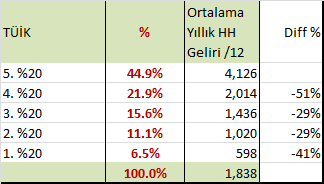 TÜİK % Ortalama Yıllık HH Geliri /12 Diff %
5. %20 44.9% 4,126
4. %20 21.9% 2,014 -51%
3. %20 15.6% 1,436 -29%
2. %20 11.1% 1,020 -29%
1. %20 6.5% 598 -41%
100.0% 1,838